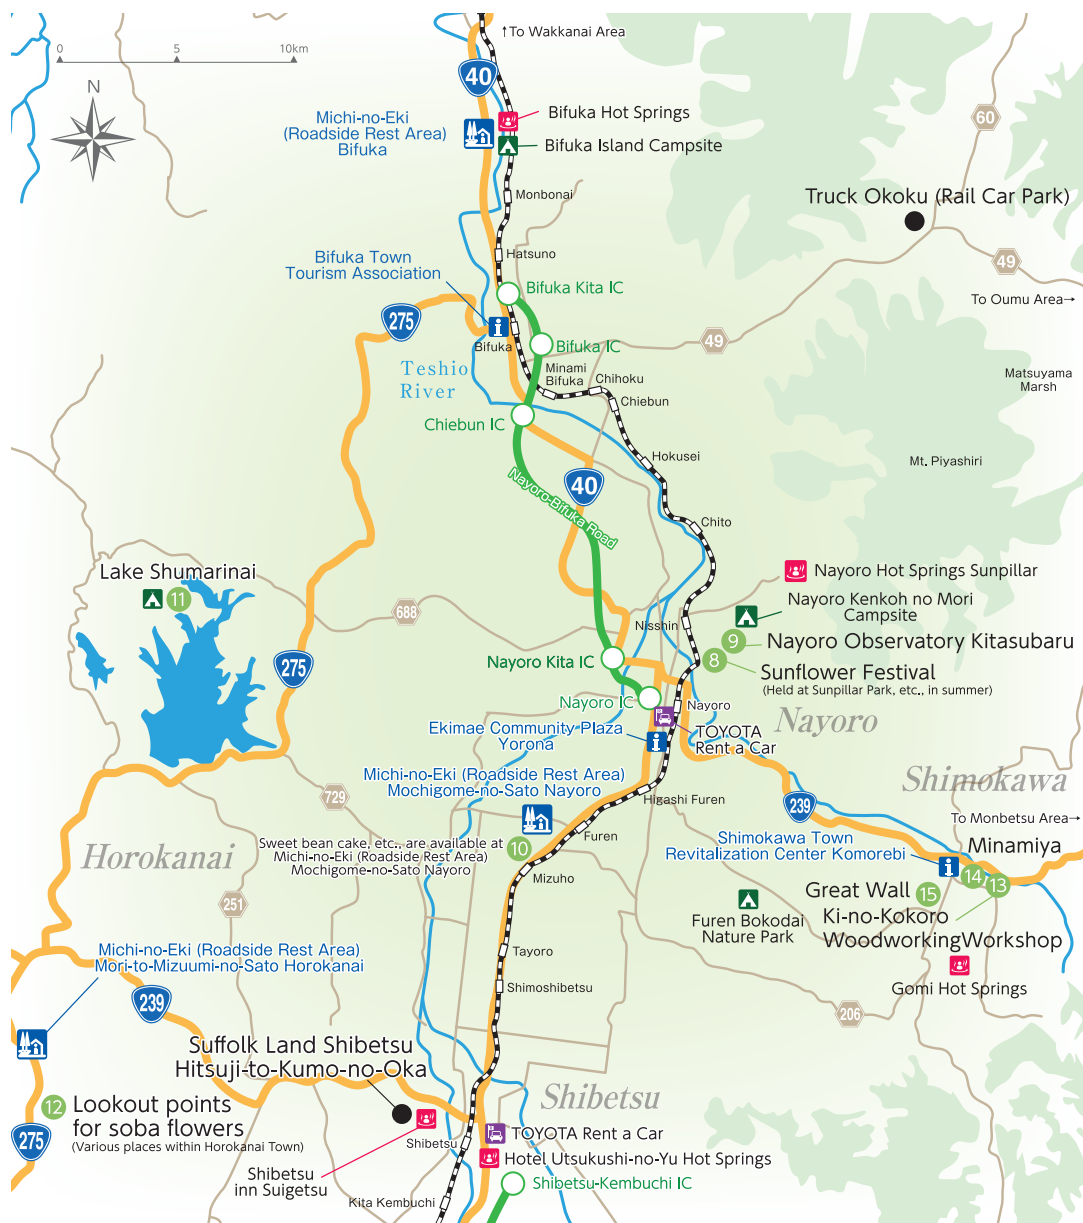 ↑To Wakkanai Area
0 5 10km
N
40
60
Michi-no-Eki
(Roadside Rest Area)
Bifuka
Bifuka Hot Springs
Bifuka Island Campsite
Monbonai
Truck Okoku (Rail Car Park)
Hatsuno
Bifuka Town
Tourism Association
49
Bifuka Kita IC
To Oumu Area→
275
Bifuka
Bifuka IC
49
Teshio
River
Minami
Bifuka
Chihoku
Chiebun
Matsuyama
Marsh
Chiebun IC
Hokusei
Mt. Piyashiri
40
Nayoro-Bifuka Road
Chito
Lake Shumarinai
11
Nayoro Hot Springs Sunpillar
688
Nayoro Kenkoh no Mori
Campsite
Nisshin
9
Nayoro Observatory Kitasubaru
275
Nayoro Kita IC
8
Sunflower Festival
(Held at Sunpillar Park, etc., in summer)
Nayoro IC
Nayoro
Nayoro
Ekimae Community Plaza
Yorona
TOYOTA
Rent a Car
Michi-no-Eki (Roadside Rest Area)
Mochigome-no-Sato Nayoro
Shimokawa
729
Higashi Furen
239
To Monbetsu Area→
Sweet bean cake, etc., are available at
Michi-no-Eki (Roadside Rest Area)
Mochigome-no-Sato Nayoro
10
Furen
Shimokawa Town
Revitalization Center Komorebi
Minamiya
Horokanai
Mizuho
14
13
Great Wall
15
251
Furen Bokodai
Nature Park
Ki-no-Kokoro
WoodworkingWorkshop
Michi-no-Eki (Roadside Rest Area)
Mori-to-Mizuumi-no-Sato Horokanai
Tayoro
Shimoshibetsu
Gomi Hot Springs
239
206
Suffolk Land Shibetsu
Hitsuji-to-Kumo-no-Oka
Shibetsu
12
Lookout points
for soba flowers
(Various places within Horokanai Town)
275
Shibetsu
TOYOTA Rent a Car
Hotel Utsukushi-no-Yu Hot Springs
Shibetsu
inn Suigetsu
Shibetsu-Kembuchi IC
Kita Kembuchi